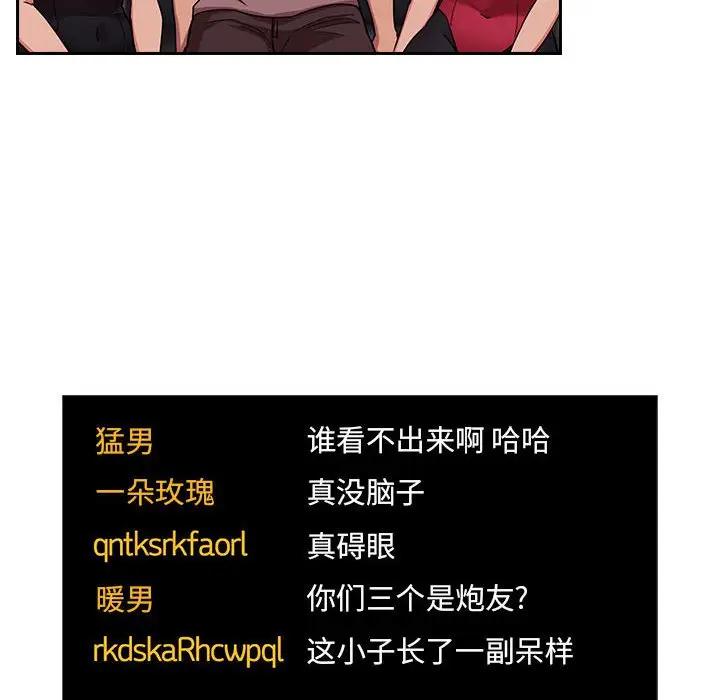 猛男 谁看不出来啊 哈哈
一朵玫瑰 真没脑子
qntksrkfaorl 真碍眼
暖男 你们三个是炮友?
rkdskaRhcwpql 这小子长了一副呆样